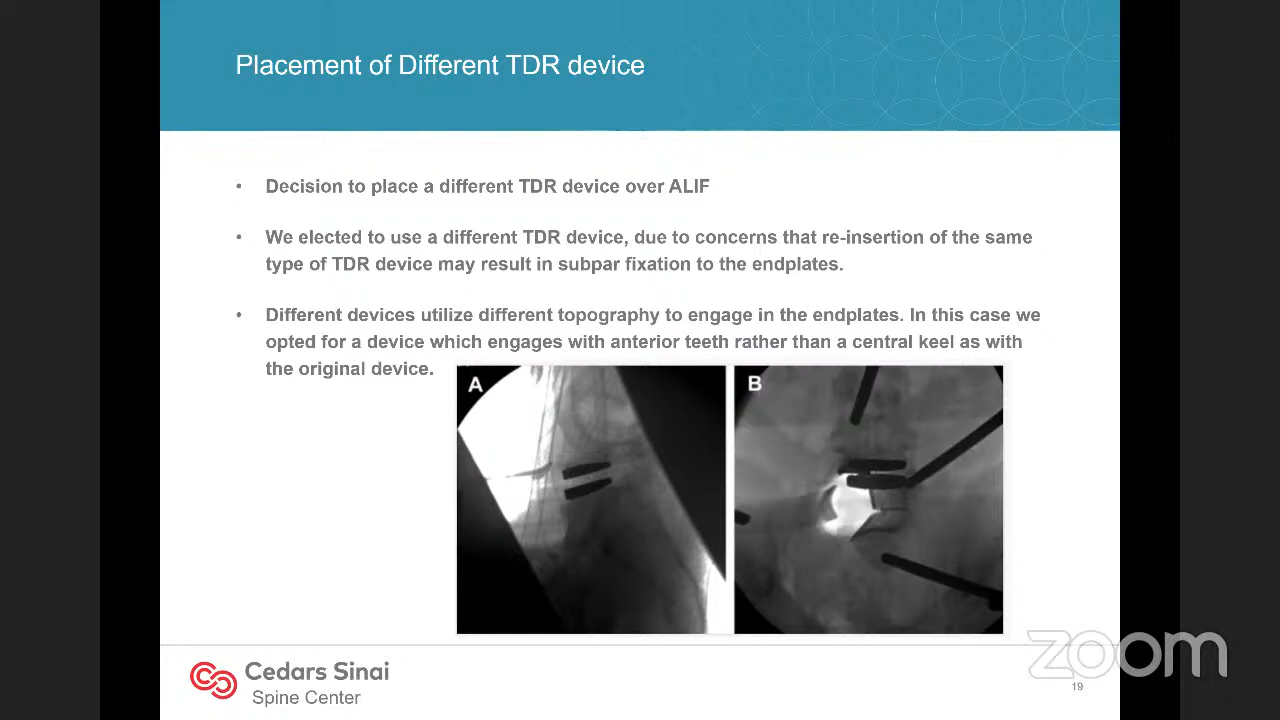 Placement of Different TDR device
• Decision to place a different TDR device over ALIF
• We elected to use a different TDR device, due to concerns that re-insertion of the same
type of TDR device may result in subpar fixation to the endplates.
• Different devices utilize different topography to engage in the endplates. In this case we
opted for a device which engages with anterior teeth rather than a central keel as with
the original device.
A
B
Cedars Sinai
Spine Center
zoom
19